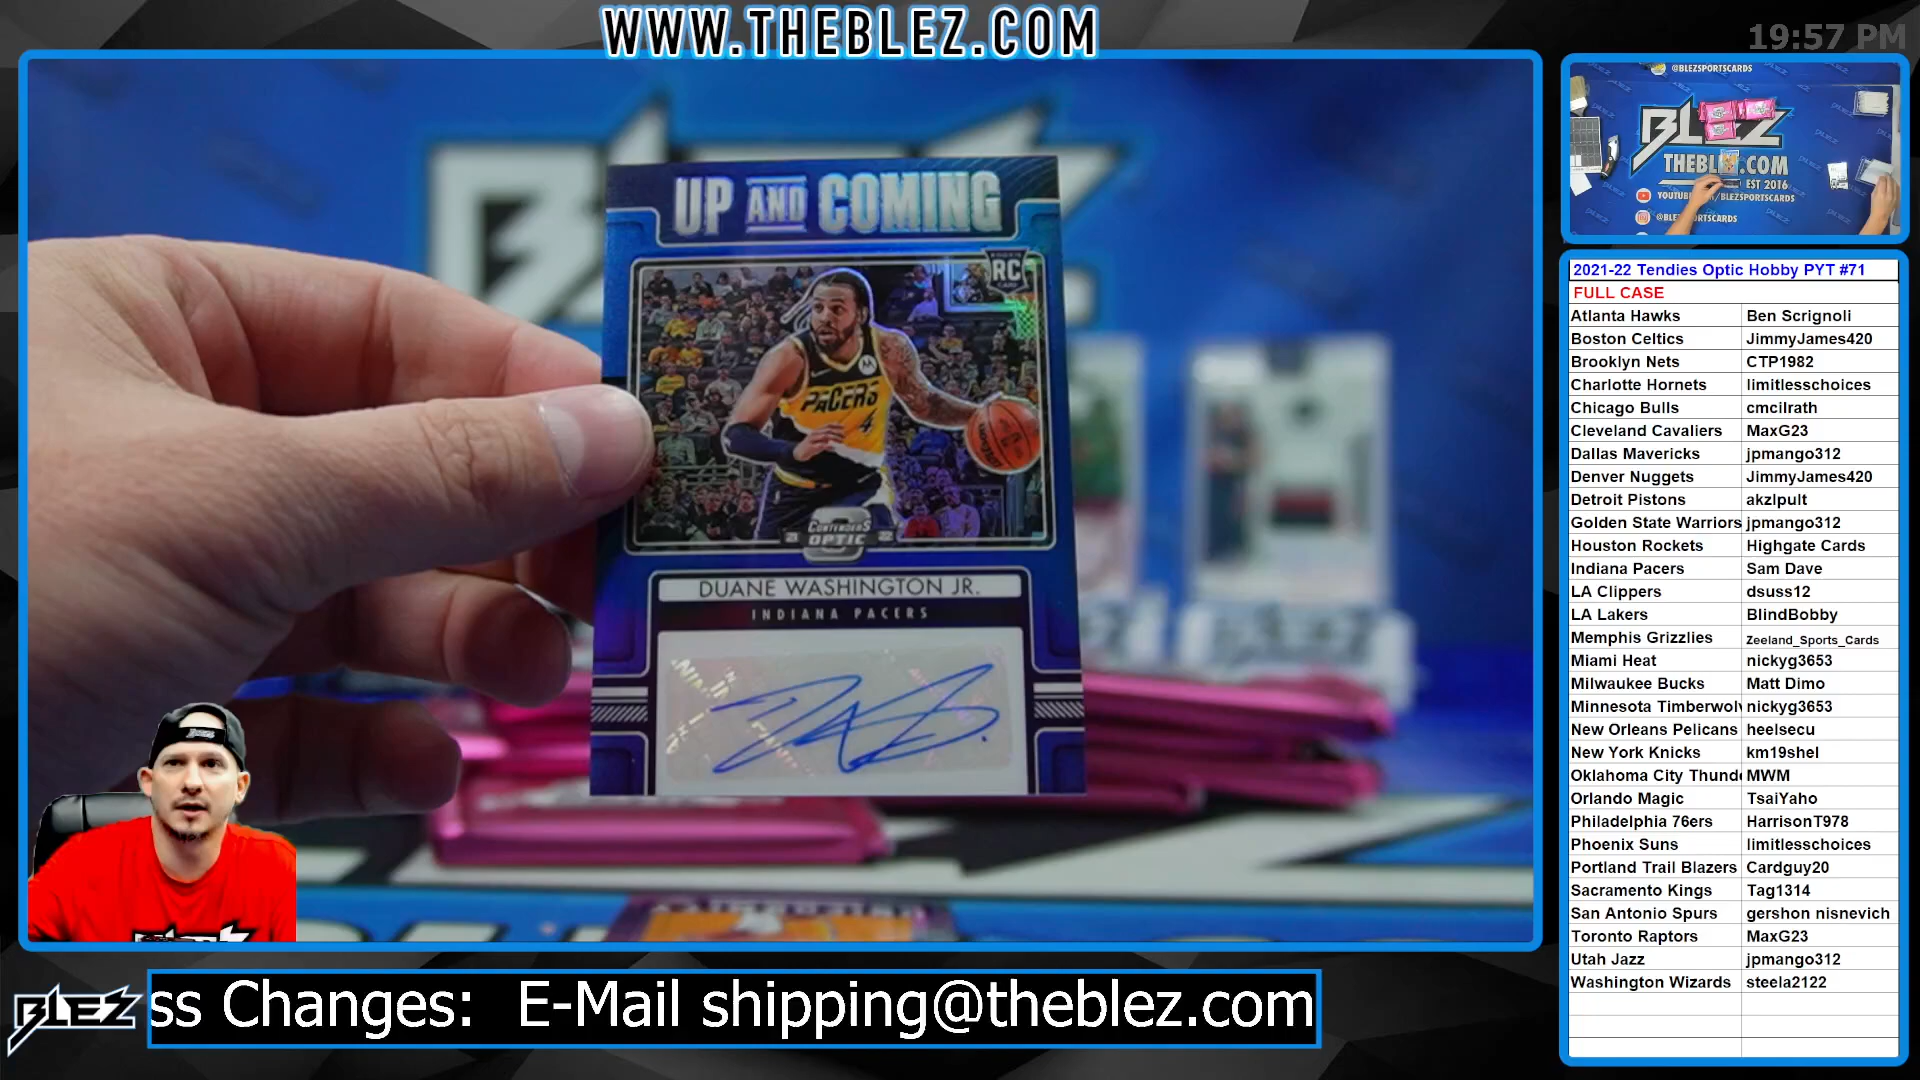 WWW.THEBLEZ.COM
19:57 PM
UP AND COMING
RC
PACERS
4
CONTENDERS
21 OPTIC 22
DUANE WASHINGTON JR.
INDIANA PACERS
@BLEZSPORTSCARDS
BLEZ
THEBLEZ.COM
EST 2016
2021-22 Tendies Optic Hobby PYT #71
FULL CASE
Atlanta Hawks Ben Scrignoli
Boston Celtics JimmyJames420
Brooklyn Nets CTP1982
Charlotte Hornets limitlesschoices
Chicago Bulls cmcilrath
Cleveland Cavaliers MaxG23
Dallas Mavericks jpmango312
Denver Nuggets JimmyJames420
Detroit Pistons akzlpult
Golden State Warriors jpmango312
Houston Rockets Highgate Cards
Indiana Pacers Sam Dave
LA Clippers dsuss12
LA Lakers BlindBobby
Memphis Grizzlies Zeeland_Sports_Cards
Miami Heat nickyg3653
Milwaukee Bucks Matt Dimo
Minnesota Timberwolv nickyg3653
New Orleans Pelicans heelsecu
New York Knicks km19shel
Oklahoma City Thund MWM
Orlando Magic TsaiYaho
Philadelphia 76ers HarrisonT978
Phoenix Suns limitlesschoices
Portland Trail Blazers Cardguy20
Sacramento Kings Tag1314
San Antonio Spurs gershon nisnevich
Toronto Raptors MaxG23
Utah Jazz jpmango312
Washington Wizards steela2122
BLEZ
ss Changes: E-Mail shipping@theblez.com